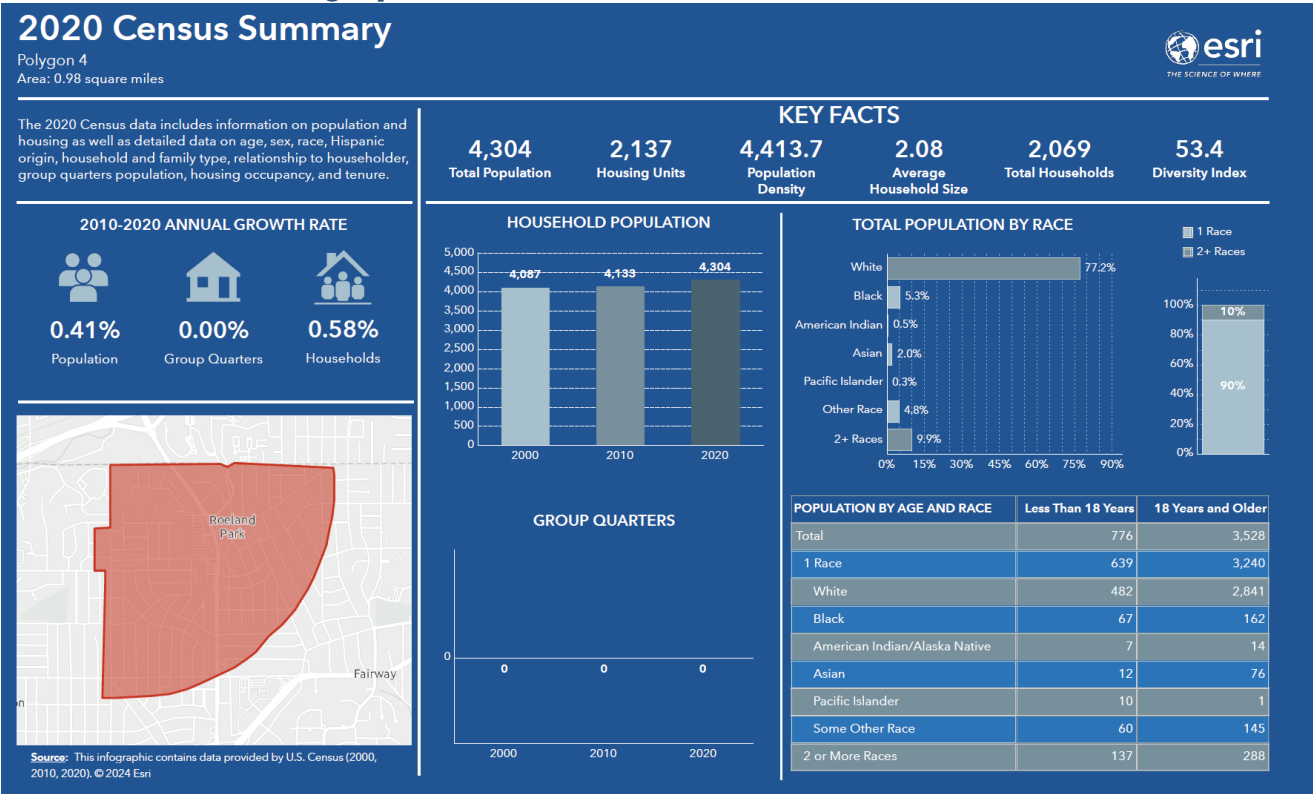 2020 Census Summary
Polygon 4
Area: 0.98 square miles
esri
THE SCIENCE OF WHERE
The 2020 Census data includes information on population and
housing as well as detailed data on age, sex, race, Hispanic
origin, household and family type, relationship to householder,
group quarters population, housing occupancy, and tenure.
KEY FACTS
4,304
Total Population
2,137
Housing Units
4,413.7
Population
Density
2.08
Average
Household Size
2,069
Total Households
53.4
Diversity Index
2010-2020 ANNUAL GROWTH RATE
0.41%
Population
0.00%
Group Quarters
0.58%
Households
Roeland
Park
Fairway
on
Source: This infographic contains data provided by U.S. Census (2000,
2010, 2020). © 2024 Esri
HOUSEHOLD POPULATION
5,000
4,500
4,000
3,500
3,000
2,500
2,000
1,500
1,000
500
0
4,087
4,133
4,304
2000 2010 2020
GROUP QUARTERS
0
0 0 0
2000 2010 2020
TOTAL POPULATION BY RACE
White 77.2%
Black 5.3%
American Indian 0.5%
Asian 2.0%
Pacific Islander 0.3%
Other Race 4.8%
2+ Races 9.9%
0% 15% 30% 45% 60% 75% 90%
1 Race
2+ Races
100%
80%
60%
40%
20%
0%
10%
90%
POPULATION BY AGE AND RACE Less Than 18 Years 18 Years and Older
Total 776 3,528
1 Race 639 3,240
White 482 2,841
Black 67 162
American Indian/Alaska Native 7 14
Asian 12 76
Pacific Islander 10 1
Some Other Race 60 145
2 or More Races 137 288